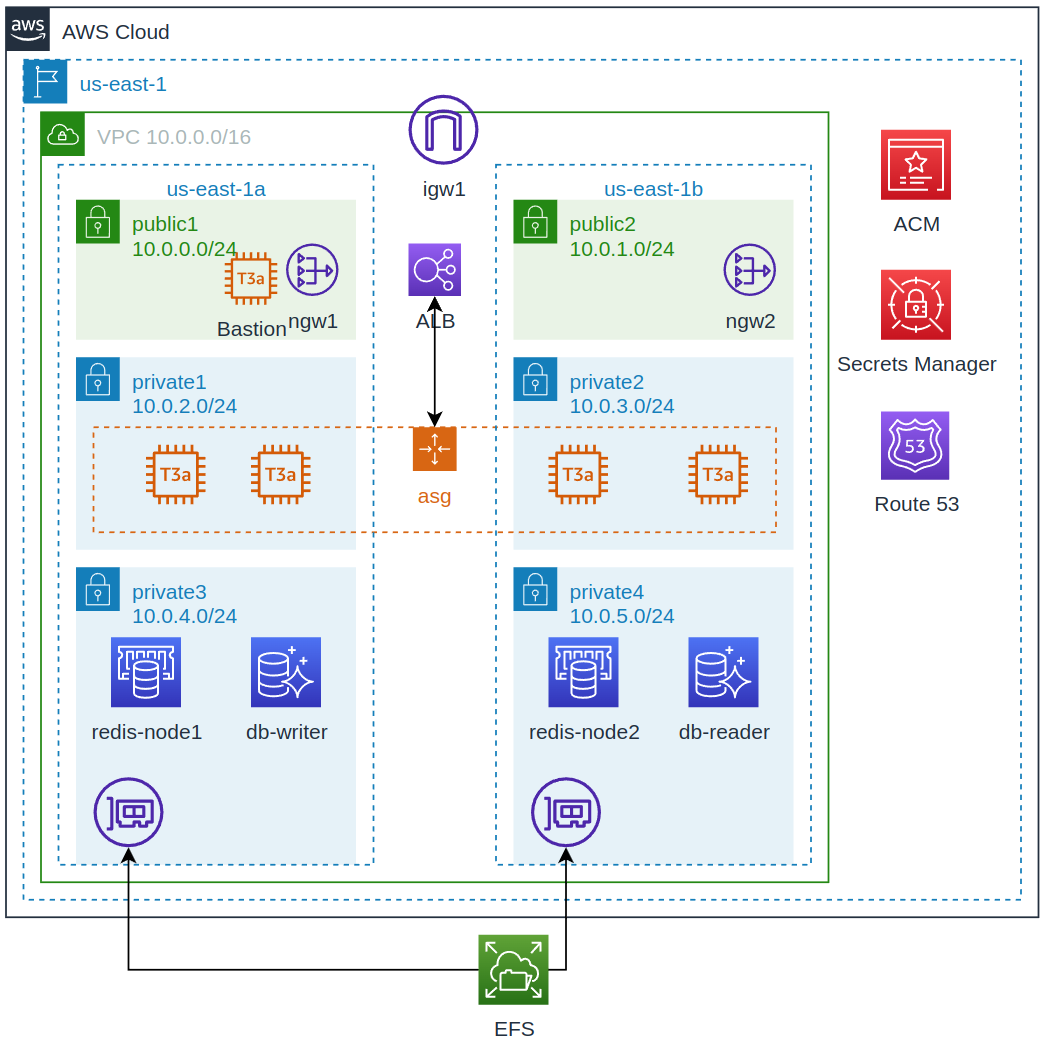 aws
AWS Cloud
us-east-1
VPC 10.0.0.0/16
igw1
us-east-1a
public1
10.0.0.0/24
T3a
Bastion
ngw1
ALB
us-east-1b
public2
10.0.1.0/24
ngw2
private1
10.0.2.0/24
T3a
T3a
asg
private2
10.0.3.0/24
T3a
T3a
private3
10.0.4.0/24
redis-node1
db-writer
private4
10.0.5.0/24
redis-node2
db-reader
ACM
Secrets Manager
53
Route 53
EFS